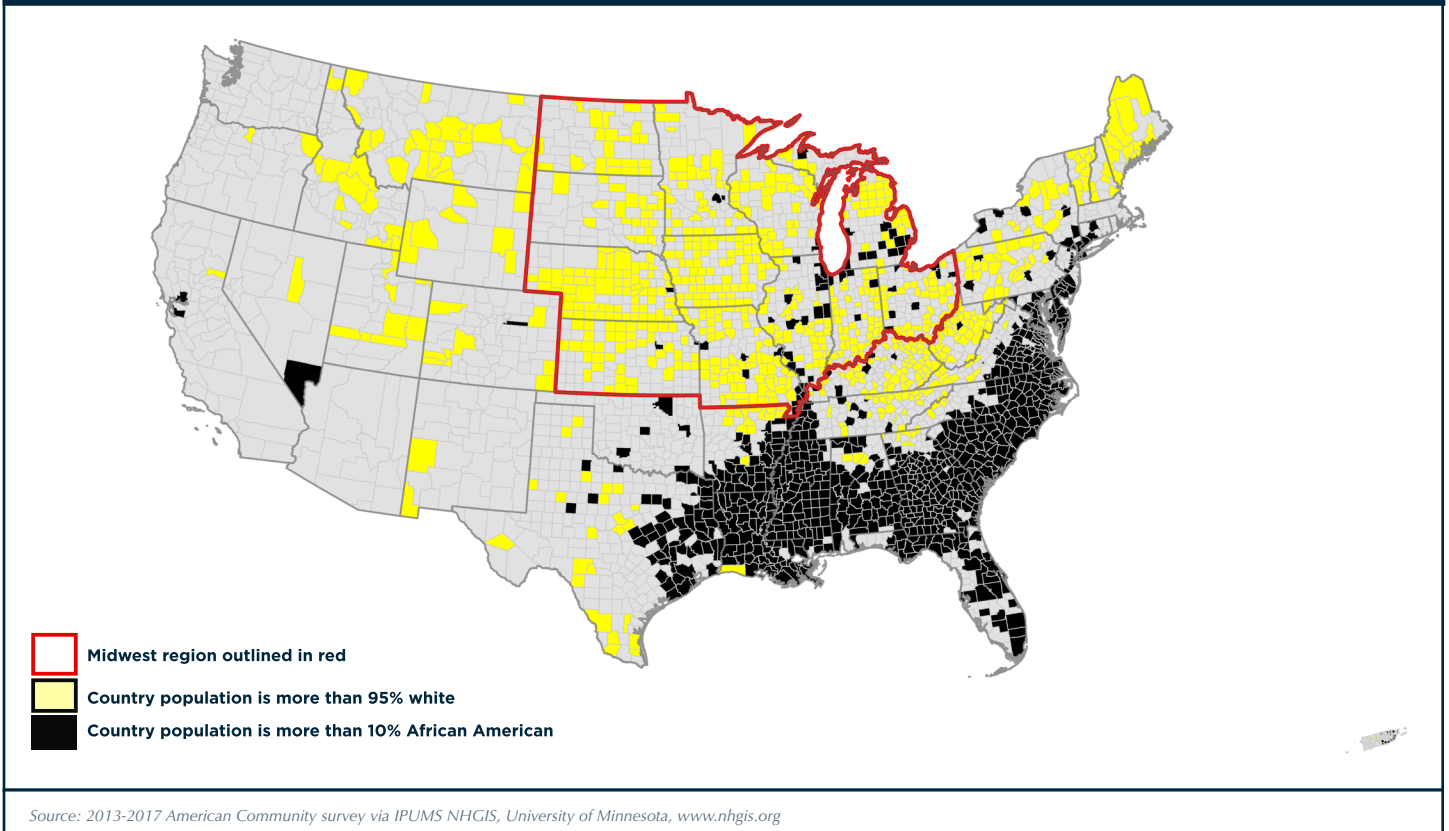 Midwest region outlined in red
Country population is more than 95% white
Country population is more than 10% African American
Source: 2013-2017 American Community survey via IPUMS NHGIS, University of Minnesota, www.nhgis.org